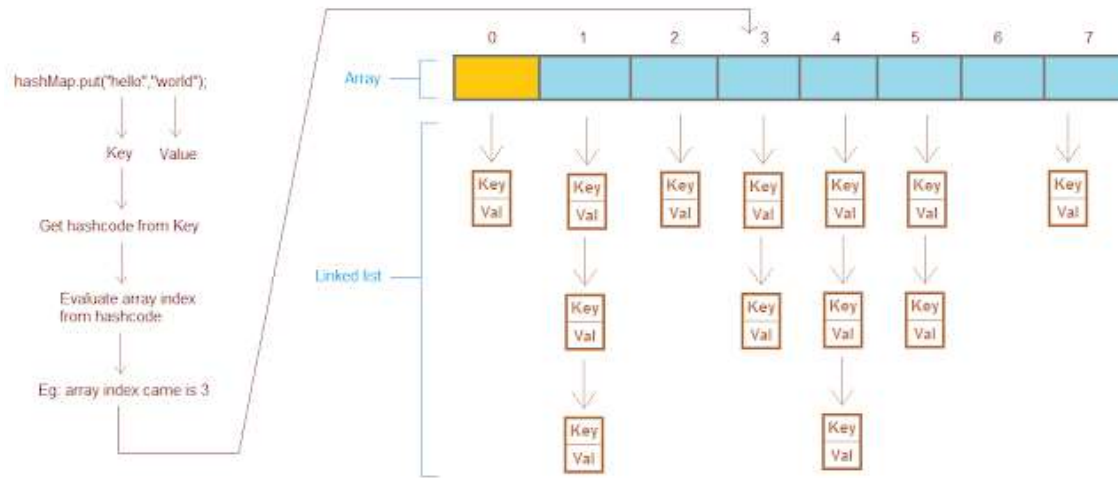 hashMap.put("hello","world");
Key Value
Get hashcode from Key
Evaluate array index
from hashcode
Eg: array index came is 3
0 1 2 3 4 5 6 7
Array
Linked list
Key Key Key Key Key Key Key
Val Val Val Val Val Val Val
Key Key Key Key
Val Val Val Val
Key Key
Val Val